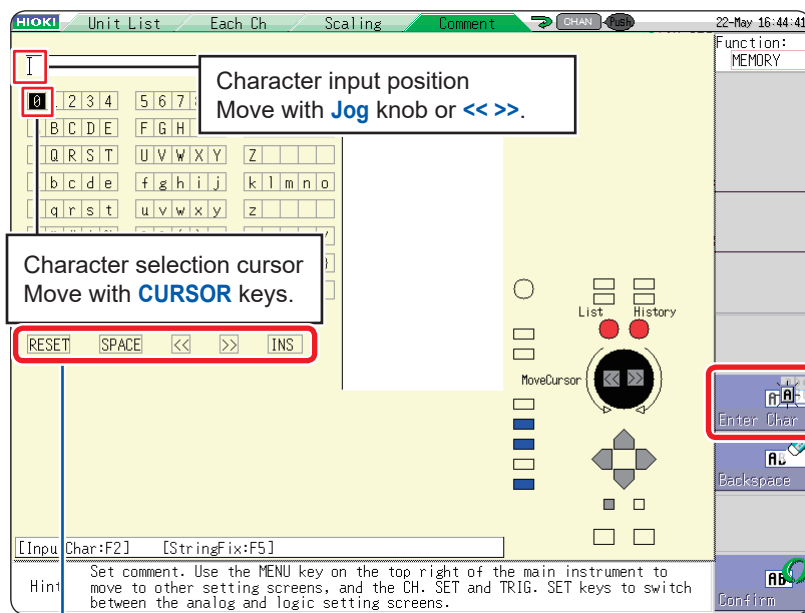 HIOKI Unit List Each Ch Scaling Comment CHAN Push 22-May 16:44:41
Function:
MEMORY
Character input position
Move with Jog knob or << >>.
0 1 2 3 4 5 6 7
B C D E F G H
Q R S T U V W X Y Z
b c d e f g h i j k l m n o
q r s t u v w x y z
Character selection cursor
Move with CURSOR keys.
List History
RESET SPACE << >> INS
MoveCursor << >>
Enter Char
Backspace
[Input Char:F2] [StringFix:F5]
Set comment. Use the MENU key on the top right of the main instrument to
Hint move to other setting screens, and the CH. SET and TRIG. SET keys to switch
between the analog and logic setting screens.
Confirm